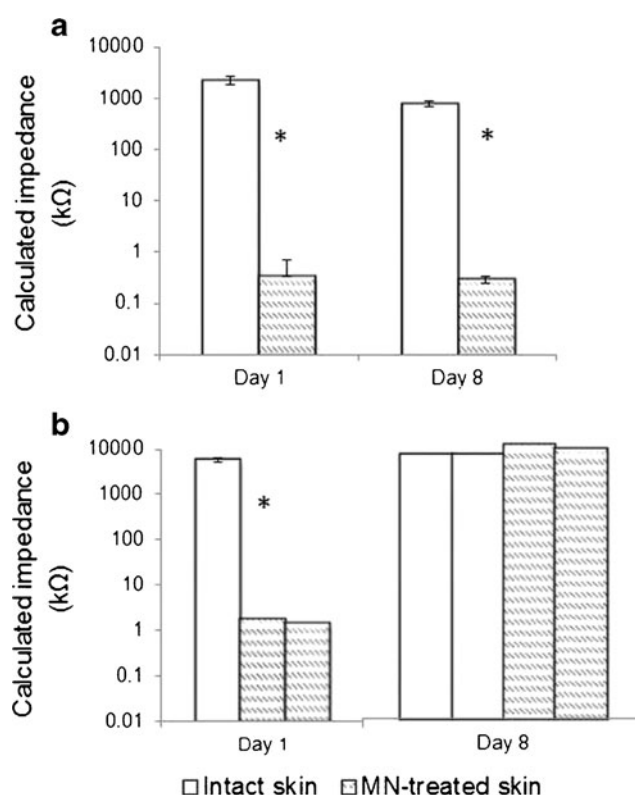 a
Calculated impedance
(kΩ)
10000
1000
100
10
1
0.1
0.01
*
*
Day 1
Day 8
b
Calculated impedance
(kΩ)
10000
1000
100
10
1
0.1
0.01
*
Day 1
Day 8
Intact skin
MN-treated skin